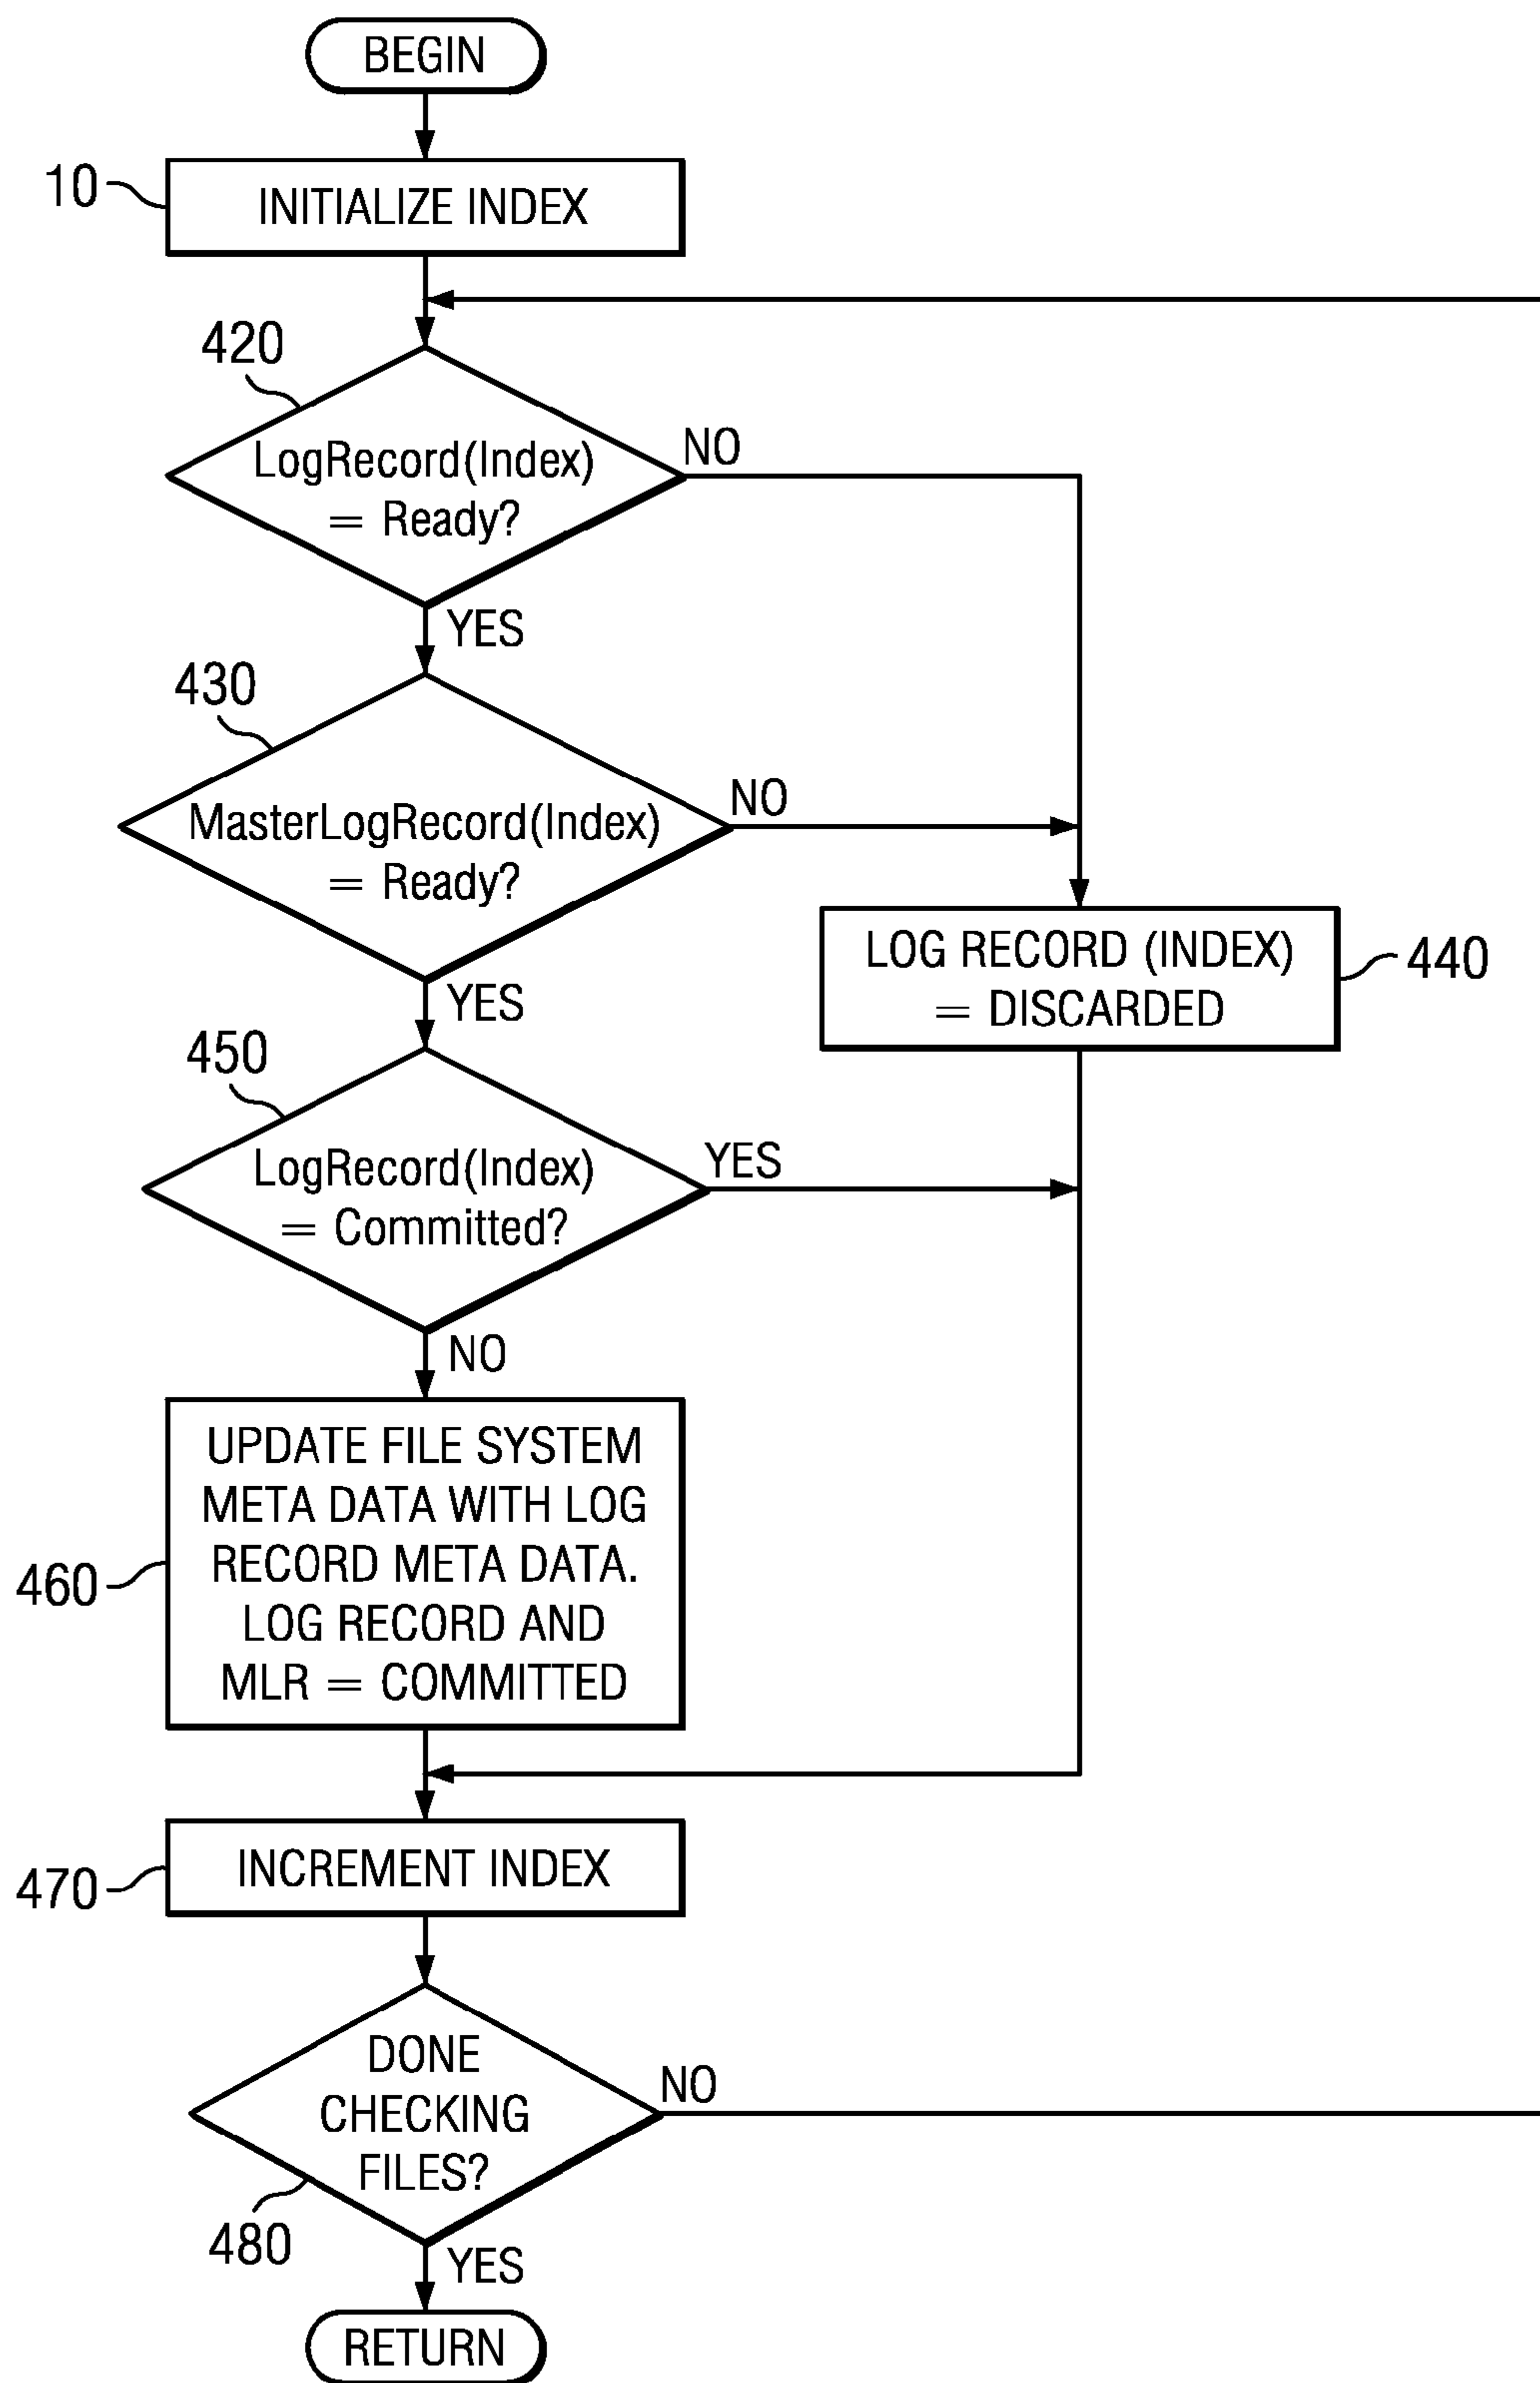 BEGIN
10
INITIALIZE INDEX
420
LogRecord(Index)
= Ready?
NO
YES
430
MasterLogRecord(Index)
= Ready?
NO
YES
LOG RECORD (INDEX)
= DISCARDED
440
450
LogRecord(Index)
= Committed?
YES
NO
460
UPDATE FILE SYSTEM
META DATA WITH LOG
RECORD META DATA.
LOG RECORD AND
MLR = COMMITTED
470
INCREMENT INDEX
DONE
CHECKING
FILES?
NO
480
YES
RETURN